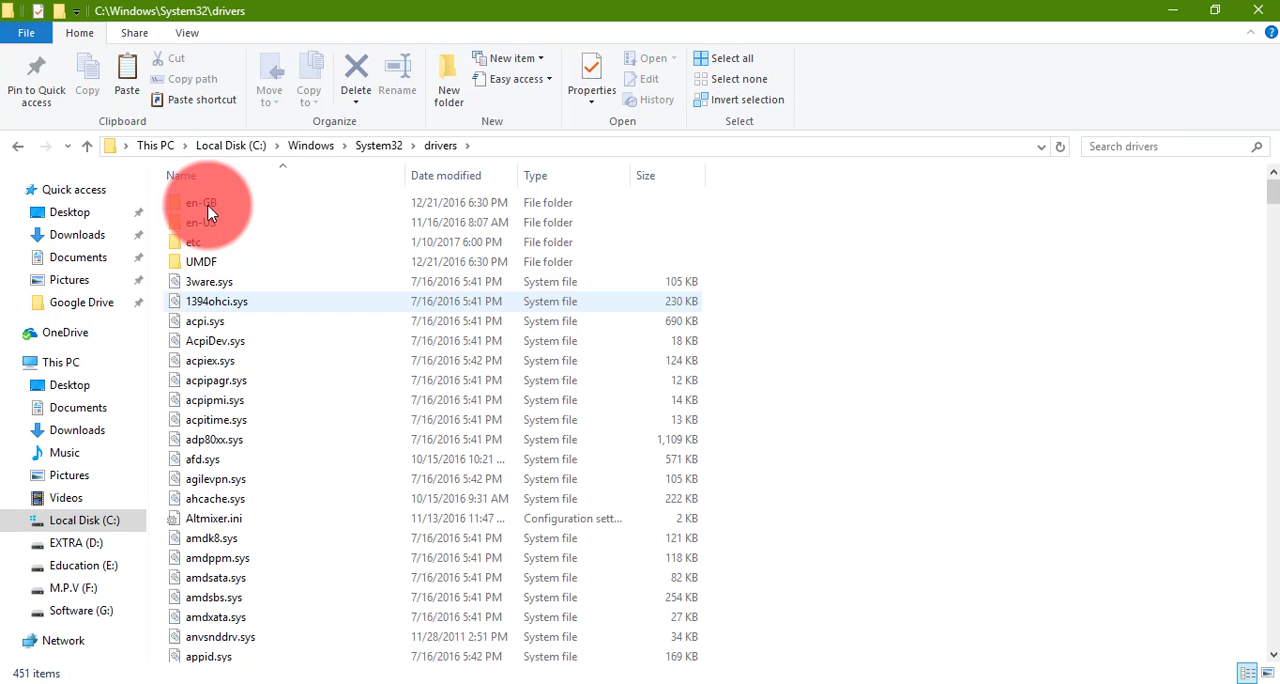 C:\Windows\System32\drivers
File Home Share View
Pin to Quick access
Copy
Paste
Cut
Copy path
Paste shortcut
Clipboard
Move to
Copy to
Delete
Rename
Organize
New folder
New item
Easy access
New
Properties
Open
Edit
History
Open
Select all
Select none
Invert selection
Select
This PC Local Disk (C:) Windows System32 drivers
Search drivers
Quick access
Desktop
Downloads
Documents
Pictures
Google Drive
OneDrive
This PC
Desktop
Documents
Downloads
Music
Pictures
Videos
Local Disk (C:)
EXTRA (D:)
Education (E:)
M.P.V (F:)
Software (G:)
Network
Name Date modified Type Size
en-GB 12/21/2016 6:30 PM File folder
en-US 11/16/2016 8:07 AM File folder
etc 1/10/2017 6:00 PM File folder
UMDF 12/21/2016 6:30 PM File folder
3ware.sys 7/16/2016 5:41 PM System file 105 KB
1394ohci.sys 7/16/2016 5:41 PM System file 230 KB
acpi.sys 7/16/2016 5:41 PM System file 690 KB
AcpiDev.sys 7/16/2016 5:41 PM System file 18 KB
acpiex.sys 7/16/2016 5:42 PM System file 124 KB
acpipagr.sys 7/16/2016 5:41 PM System file 12 KB
acpipmi.sys 7/16/2016 5:41 PM System file 14 KB
acpitime.sys 7/16/2016 5:41 PM System file 13 KB
adp80xx.sys 7/16/2016 5:41 PM System file 1,109 KB
afd.sys 10/15/2016 10:21 ... System file 571 KB
agilevpn.sys 7/16/2016 5:42 PM System file 105 KB
ahcache.sys 10/15/2016 9:31 AM System file 222 KB
Altmixer.ini 11/13/2016 11:47 ... Configuration sett... 2 KB
amdk8.sys 7/16/2016 5:41 PM System file 121 KB
amdppm.sys 7/16/2016 5:41 PM System file 118 KB
amdsata.sys 7/16/2016 5:41 PM System file 82 KB
amdsbs.sys 7/16/2016 5:41 PM System file 254 KB
amdxata.sys 7/16/2016 5:41 PM System file 27 KB
anvsnddrv.sys 11/28/2011 2:51 PM System file 34 KB
appid.sys 7/16/2016 5:42 PM System file 169 KB
451 items